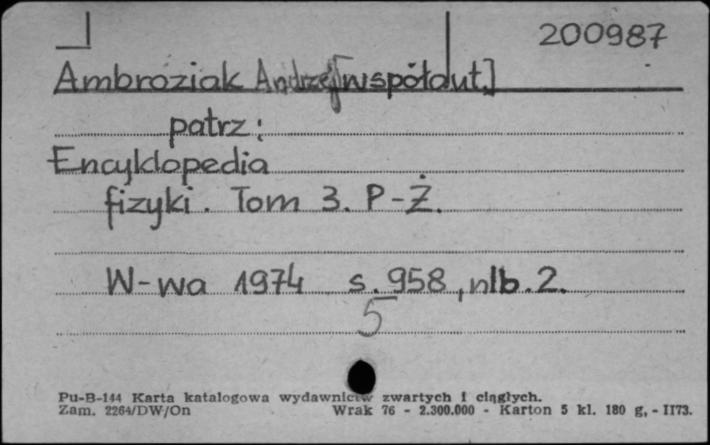 200987
Ambroziak Andrzej [współaut.]
patrz:
Encyklopedia
fizyki. Tom 3. P-Ż.
W-wa 1974 s. 958, nlb. 2.
5
Pu-B-144 Karta katalogowa wydawnictw zwartych i ciągłych.
Zam. 2264/DW/On Wrak 76 - 2.300.000 - Karton 5 kl. 180 g, - II73.